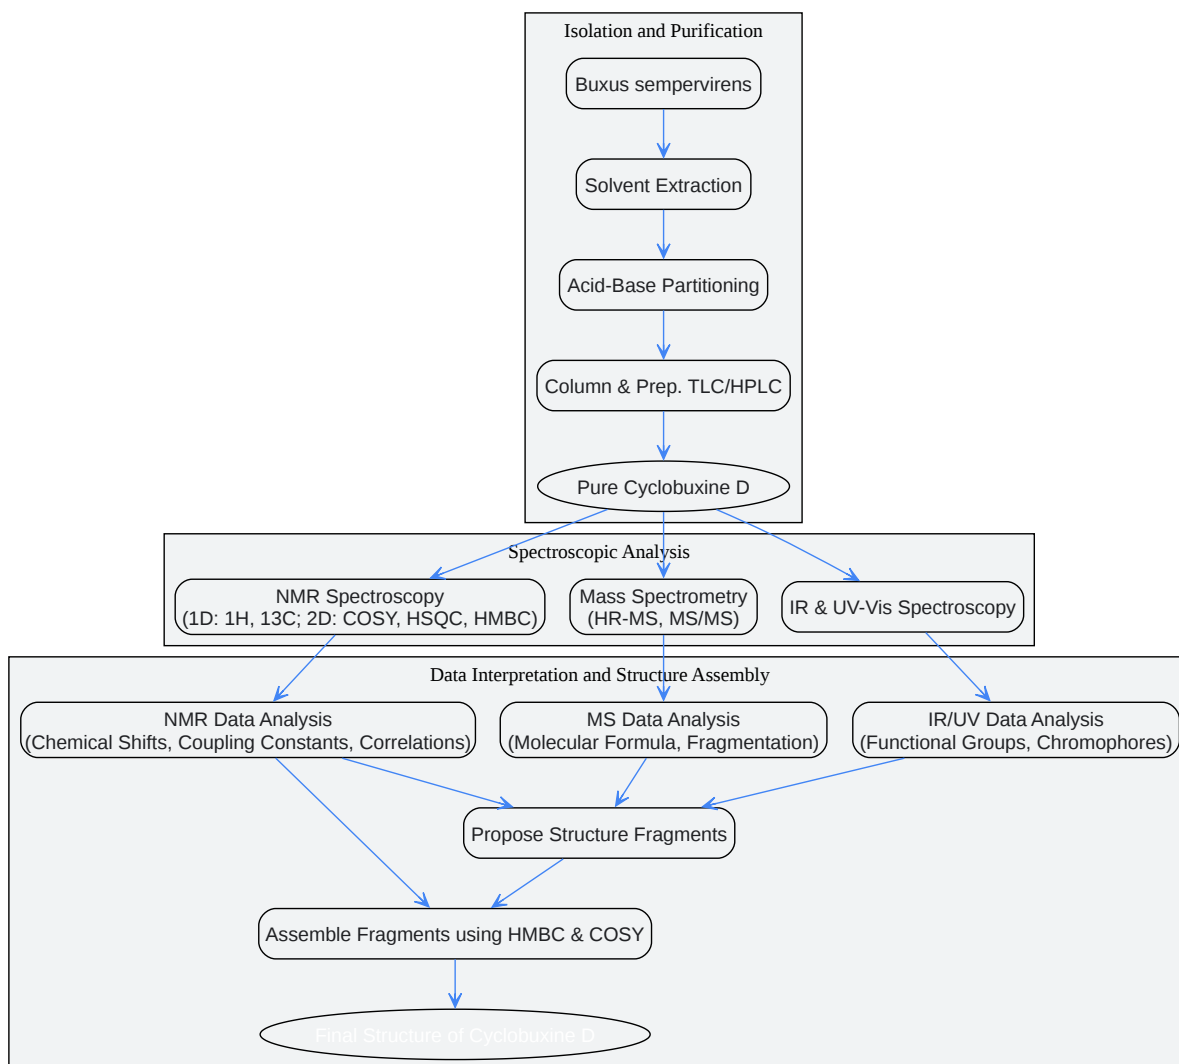 Isolation and Purification
Buxus sempervirens
Solvent Extraction
Acid-Base Partitioning
Column & Prep. TLC/HPLC
Pure Cyclobuxine D
Spectroscopic Analysis
NMR Spectroscopy
(1D: 1H, 13C; 2D: COSY, HSQC, HMBC)
Mass Spectrometry
(HR-MS, MS/MS)
IR & UV-Vis Spectroscopy
Data Interpretation and Structure Assembly
NMR Data Analysis
(Chemical Shifts, Coupling Constants, Correlations)
MS Data Analysis
(Molecular Formula, Fragmentation)
IR/UV Data Analysis
(Functional Groups, Chromophores)
Propose Structure Fragments
Assemble Fragments using HMBC & COSY
Final Structure of Cyclobuxine D